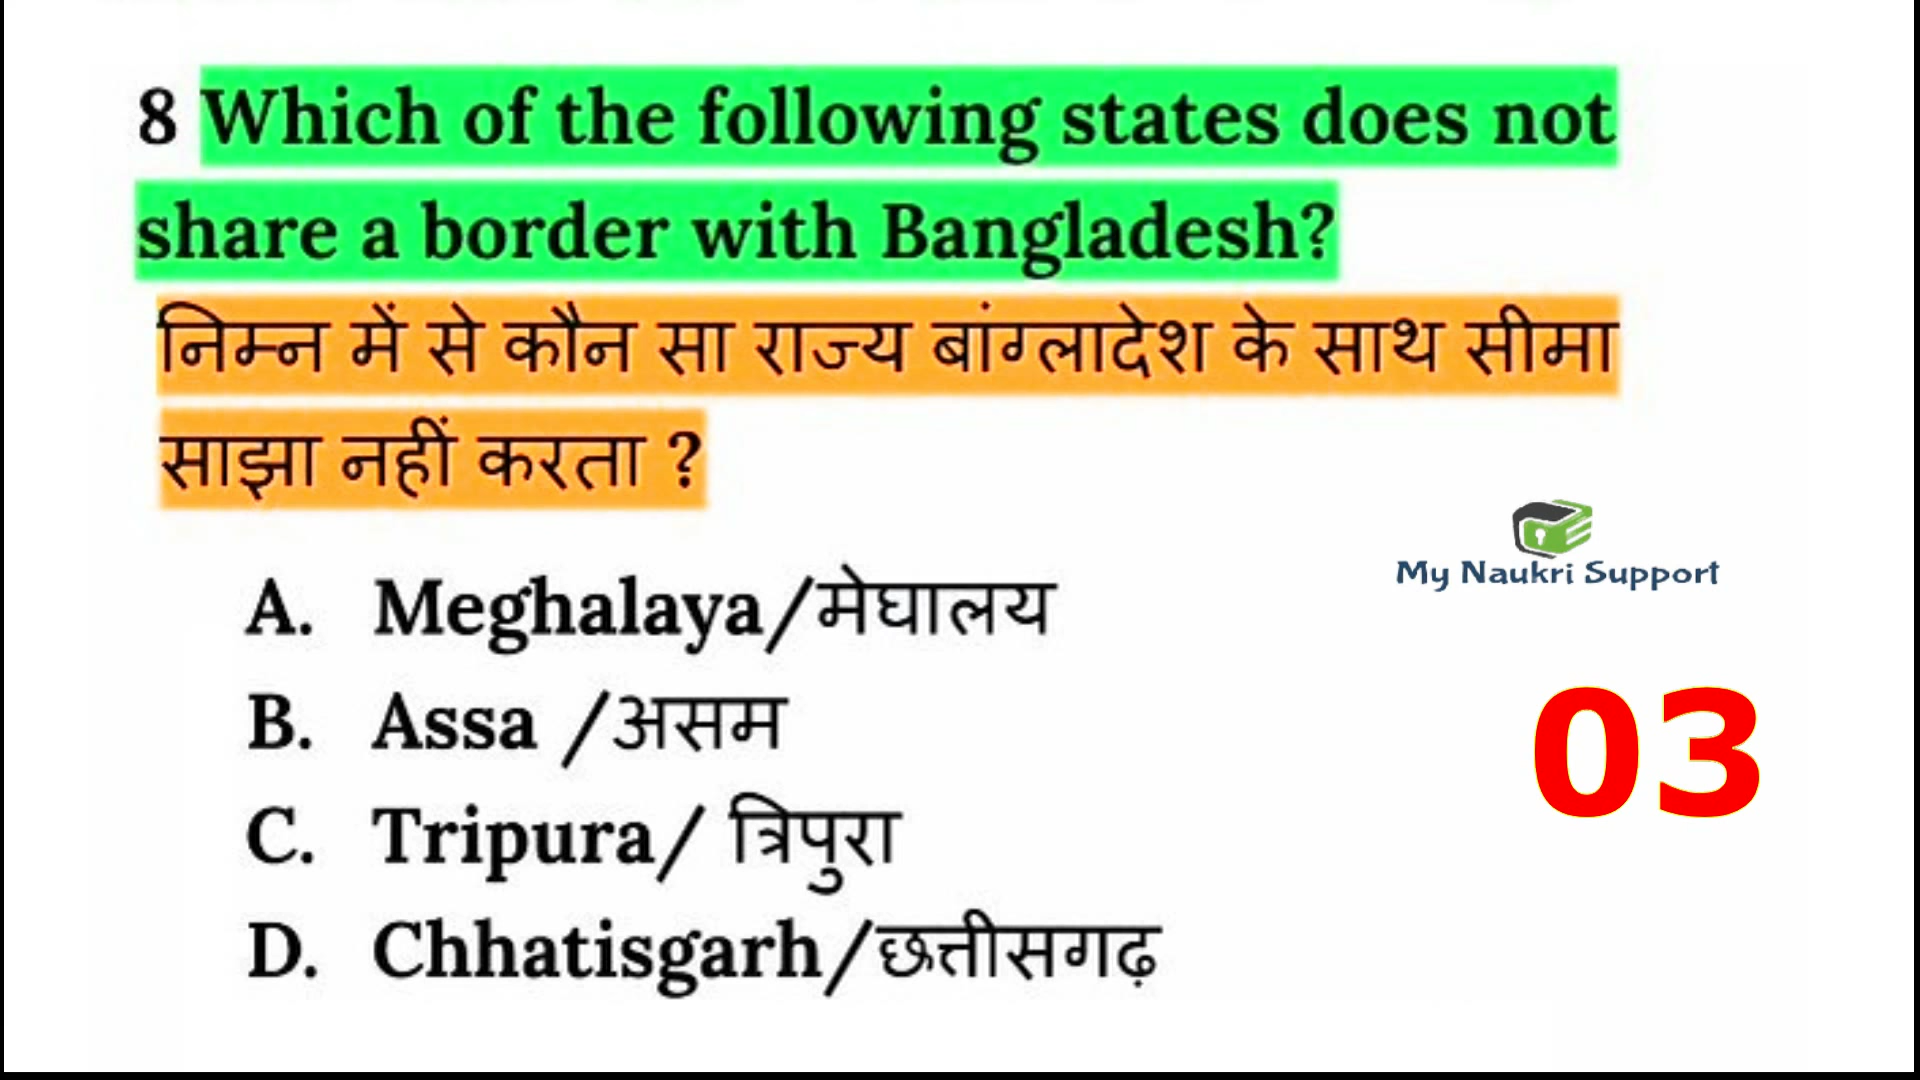 8 Which of the following states does not
share a border with Bangladesh?
निम्न में से कौन सा राज्य बांग्लादेश के साथ सीमा
साझा नहीं करता ?
My Naukri Support
A. Meghalaya/मेघालय
B. Assa /असम
03
C. Tripura/ त्रिपुरा
D. Chhatisgarh/छत्तीसगढ़